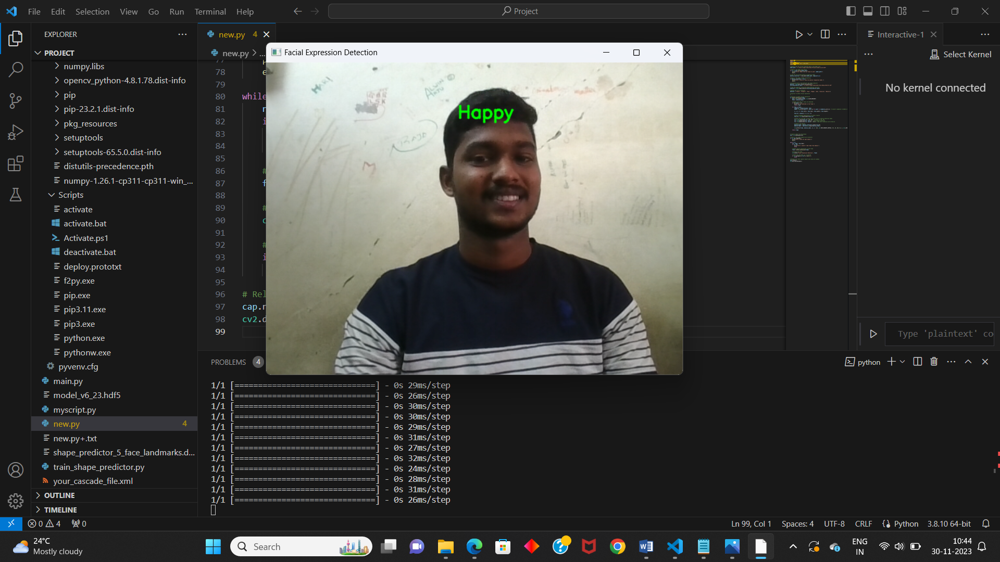 File Edit Selection View Go Run Terminal Help
Project
EXPLORER
PROJECT
numpy.libs
opencv_python-4.8.1.78.dist-info
pip
pip-23.2.1.dist-info
pkg_resources
setuptools
setuptools-65.5.0.dist-info
distutils-precedence.pth
numpy-1.26.1-cp311-cp311-win_...
Scripts
activate
activate.bat
Activate.ps1
deactivate.bat
deploy.prototxt
f2py.exe
pip.exe
pip3.11.exe
pip3.exe
python.exe
pythonw.exe
pyvenv.cfg
main.py
model_v6_23.hdf5
myscript.py
new.py 4
new.py+.txt
shape_predictor_5_face_landmarks.d...
train_shape_predictor.py
your_cascade_file.xml
OUTLINE
TIMELINE
new.py 4
new.py > ...
Facial Expression Detection
HARI
RAJA
M
Happy
77
78 e
79
80 while
81
82 i
83
84
85
86 #
87 f
88
89 #
90 c
91
92 #
93 i
94
95
96 # Rel
97 cap.r
98 cv2.d
99
Interactive-1
Select Kernel
No kernel connected
Type 'plaintext' co
PROBLEMS 4
python
1/1 [==============================] - 0s 29ms/step
1/1 [==============================] - 0s 26ms/step
1/1 [==============================] - 0s 30ms/step
1/1 [==============================] - 0s 30ms/step
1/1 [==============================] - 0s 29ms/step
1/1 [==============================] - 0s 31ms/step
1/1 [==============================] - 0s 27ms/step
1/1 [==============================] - 0s 32ms/step
1/1 [==============================] - 0s 24ms/step
1/1 [==============================] - 0s 28ms/step
1/1 [==============================] - 0s 31ms/step
1/1 [==============================] - 0s 26ms/step
0 4 0
Ln 99, Col 1 Spaces: 4 UTF-8 CRLF Python 3.8.10 64-bit
24°C
Mostly cloudy
Search
ENG
IN
10:44
30-11-2023